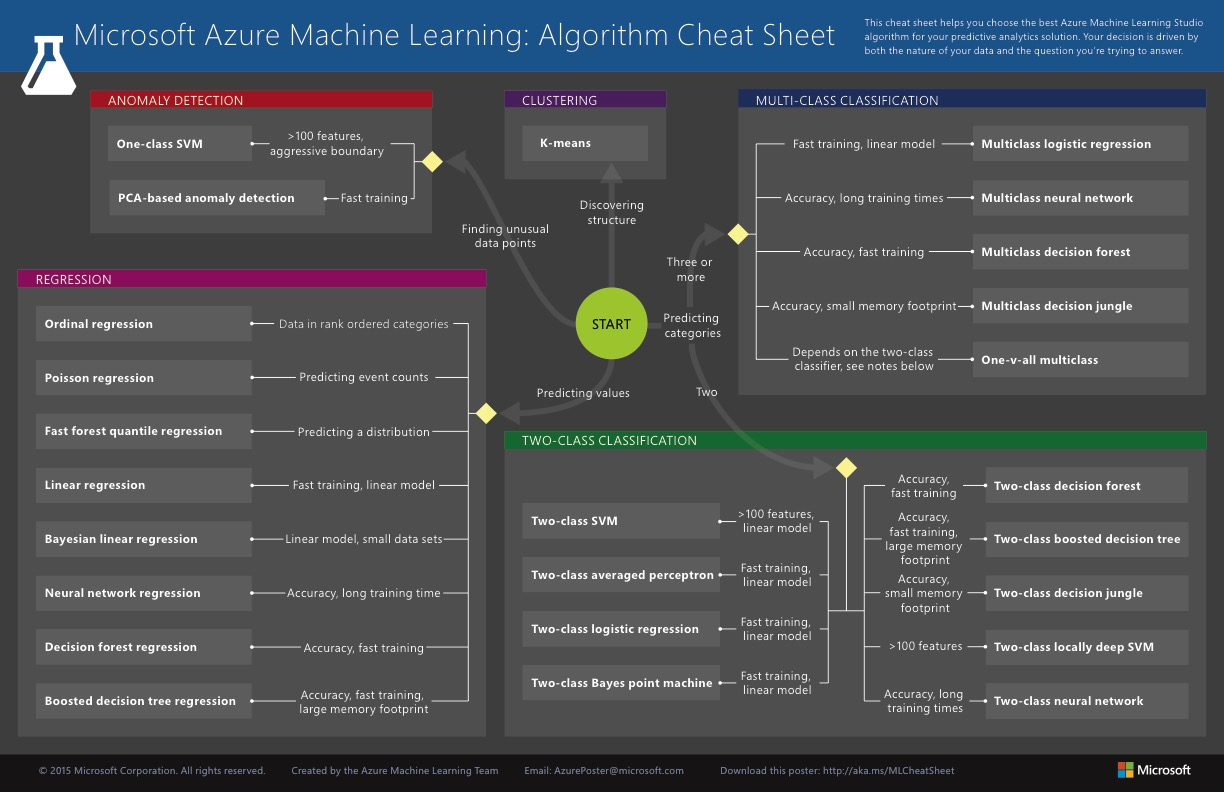 Microsoft Azure Machine Learning: Algorithm Cheat Sheet
This cheat sheet helps you choose the best Azure Machine Learning Studio
algorithm for your predictive analytics solution. Your decision is driven by
both the nature of your data and the question you're trying to answer.
ANOMALY DETECTION
One-class SVM
>100 features,
aggressive boundary
PCA-based anomaly detection
Fast training
CLUSTERING
K-means
MULTI-CLASS CLASSIFICATION
Fast training, linear model
Multiclass logistic regression
Accuracy, long training times
Multiclass neural network
Accuracy, fast training
Multiclass decision forest
Accuracy, small memory footprint
Multiclass decision jungle
Depends on the two-class
classifier, see notes below
One-v-all multiclass
Finding unusual
data points
Discovering
structure
Three or
more
START
Predicting
categories
Predicting values
Two
REGRESSION
Ordinal regression
Data in rank ordered categories
Poisson regression
Predicting event counts
Fast forest quantile regression
Predicting a distribution
Linear regression
Fast training, linear model
Bayesian linear regression
Linear model, small data sets
Neural network regression
Accuracy, long training time
Decision forest regression
Accuracy, fast training
Boosted decision tree regression
Accuracy, fast training,
large memory footprint
TWO-CLASS CLASSIFICATION
Two-class SVM
>100 features,
linear model
Two-class averaged perceptron
Fast training,
linear model
Two-class logistic regression
Fast training,
linear model
Two-class Bayes point machine
Fast training,
linear model
Accuracy,
fast training
Two-class decision forest
Accuracy,
fast training,
large memory
footprint
Two-class boosted decision tree
Accuracy,
small memory
footprint
Two-class decision jungle
>100 features
Two-class locally deep SVM
Accuracy, long
training times
Two-class neural network
© 2015 Microsoft Corporation. All rights reserved.
Created by the Azure Machine Learning Team
Email: AzurePoster@microsoft.com
Download this poster: http://aka.ms/MLCheatSheet
Microsoft